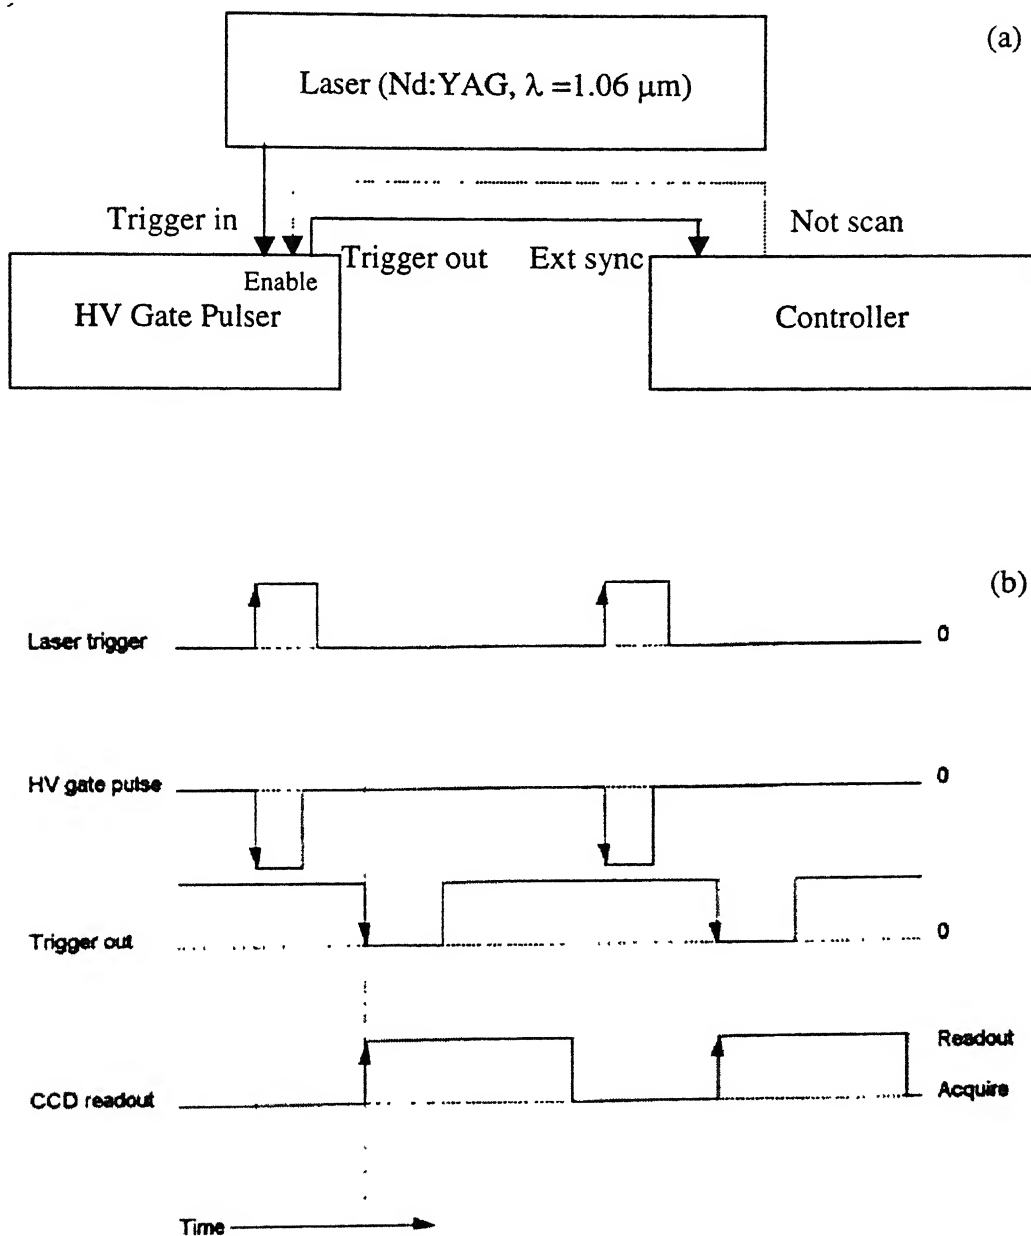 (a)
Laser (Nd:YAG, λ =1.06 μm)
Trigger in
Not scan
Trigger out
Ext sync
Enable
HV Gate Pulser
Controller
(b)
Laser trigger
0
HV gate pulse
0
Trigger out
0
Readout
CCD readout
Acquire
Time